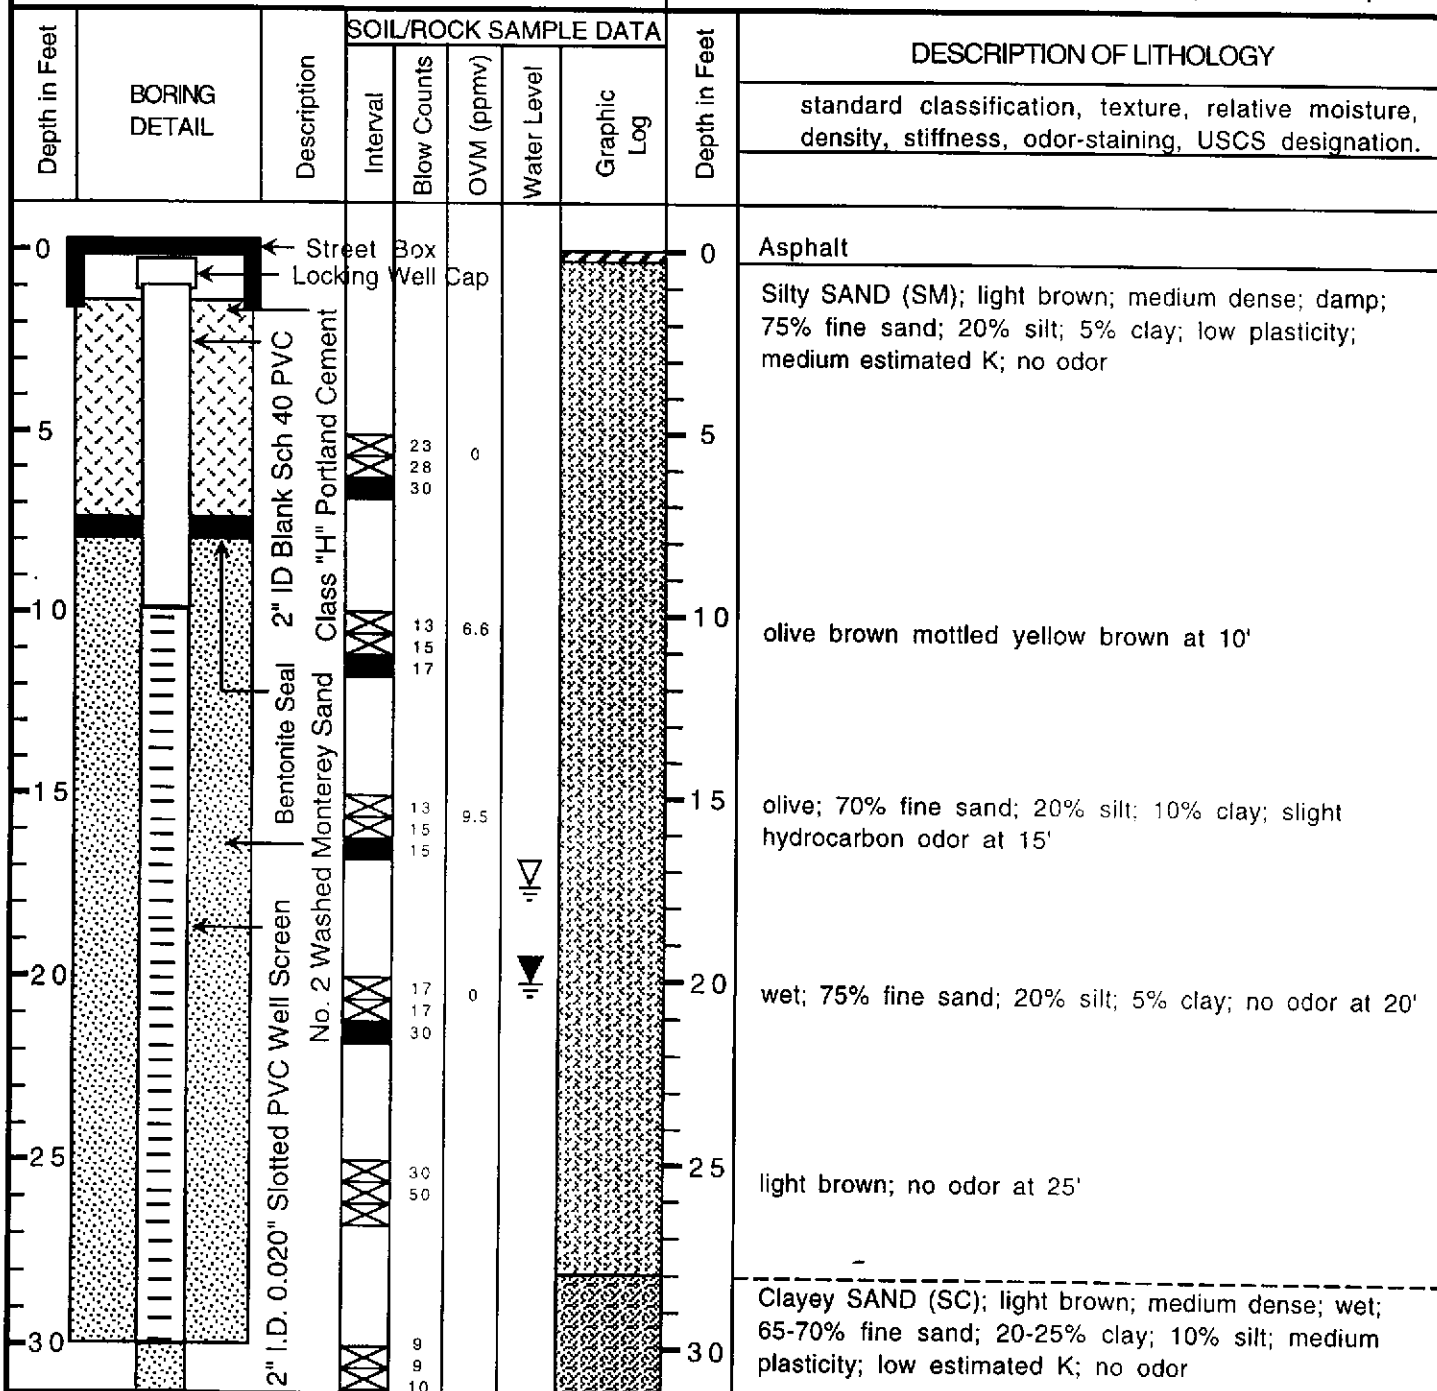 SOIL/ROCK SAMPLE DATA
Depth in Feet
BORING
DETAIL
Description
Interval
Blow Counts
OVM (ppmv)
Water Level
Graphic
Log
Depth in Feet
DESCRIPTION OF LITHOLOGY
standard classification, texture, relative moisture,
density, stiffness, odor-staining, USCS designation.
0
Street Box
Locking Well Cap
2" ID Blank Sch 40 PVC
Class "H" Portland Cement
Bentonite Seal
No. 2 Washed Monterey Sand
2" I.D. 0.020" Slotted PVC Well Screen
5
10
15
20
25
30
23
28
30
0
13
15
17
6.6
13
15
15
9.5
17
17
30
0
30
50
9
9
10
0
5
10
15
20
25
30
Asphalt
Silty SAND (SM); light brown; medium dense; damp;
75% fine sand; 20% silt; 5% clay; low plasticity;
medium estimated K; no odor
olive brown mottled yellow brown at 10'
olive; 70% fine sand; 20% silt; 10% clay; slight
hydrocarbon odor at 15'
wet; 75% fine sand; 20% silt; 5% clay; no odor at 20'
light brown; no odor at 25'
Clayey SAND (SC); light brown; medium dense; wet;
65-70% fine sand; 20-25% clay; 10% silt; medium
plasticity; low estimated K; no odor